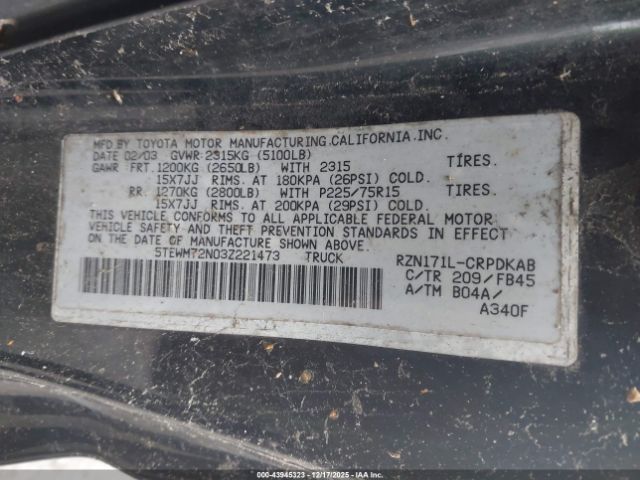 MFD.BY TOYOTA MOTOR MANUFACTURING.CALIFORNIA.INC.
DATE 02/03 GVWR 2315KG (5100LB)
GAWR FRT. 1200KG (2650LB) WITH 2315 TIRES.
15X7JJ RIMS. AT 180KPA (26PSI) COLD.
RR. 1270KG (2800LB) WITH P225/75R15 TIRES.
15X7JJ RIMS. AT 200KPA (29PSI) COLD.
THIS VEHICLE CONFORMS TO ALL APPLICABLE FEDERAL MOTOR
VEHICLE SAFETY AND THEFT PREVENTION STANDARDS IN EFFECT
ON THE DATE OF MANUFACTURE SHOWN ABOVE.
5TEWM72N03Z221473 TRUCK RZN171L-CRPDKAB
C/TR 209/FB45
A/TM B04A/
A340F
000-43945323 - 12/17/2025 - IAAI.COM